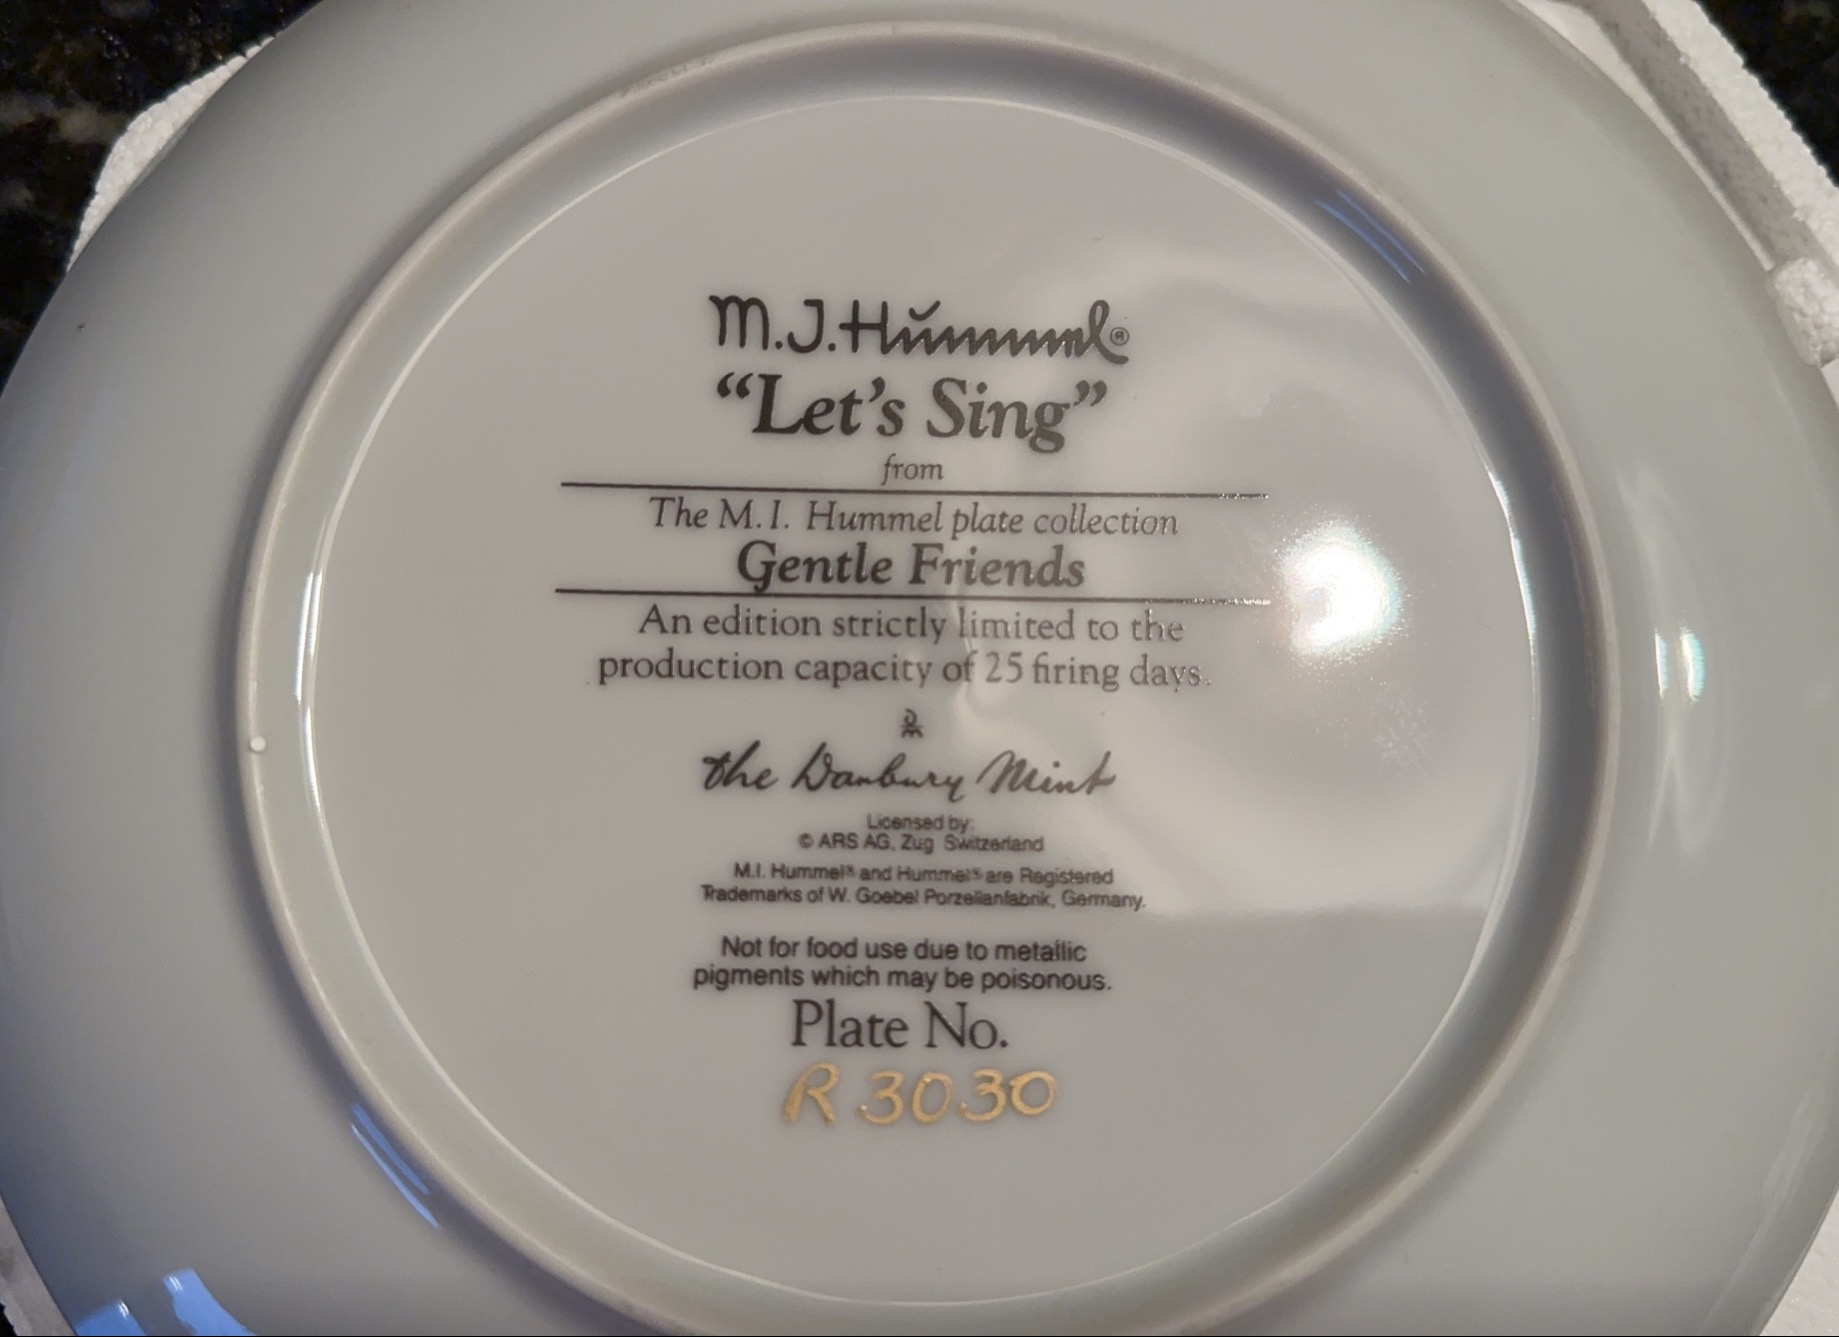 M.J.Hummel®
“Let’s Sing”
from
The M.I. Hummel plate collection
Gentle Friends
An edition strictly limited to the
production capacity of 25 firing days.
the Danbury Mint
Licensed by:
© ARS AG, Zug Switzerland
M.I. Hummel® and Hummel® are Registered
Trademarks of W. Goebel Porzellanfabrik, Germany.
Not for food use due to metallic
pigments which may be poisonous.
Plate No.
R 3030